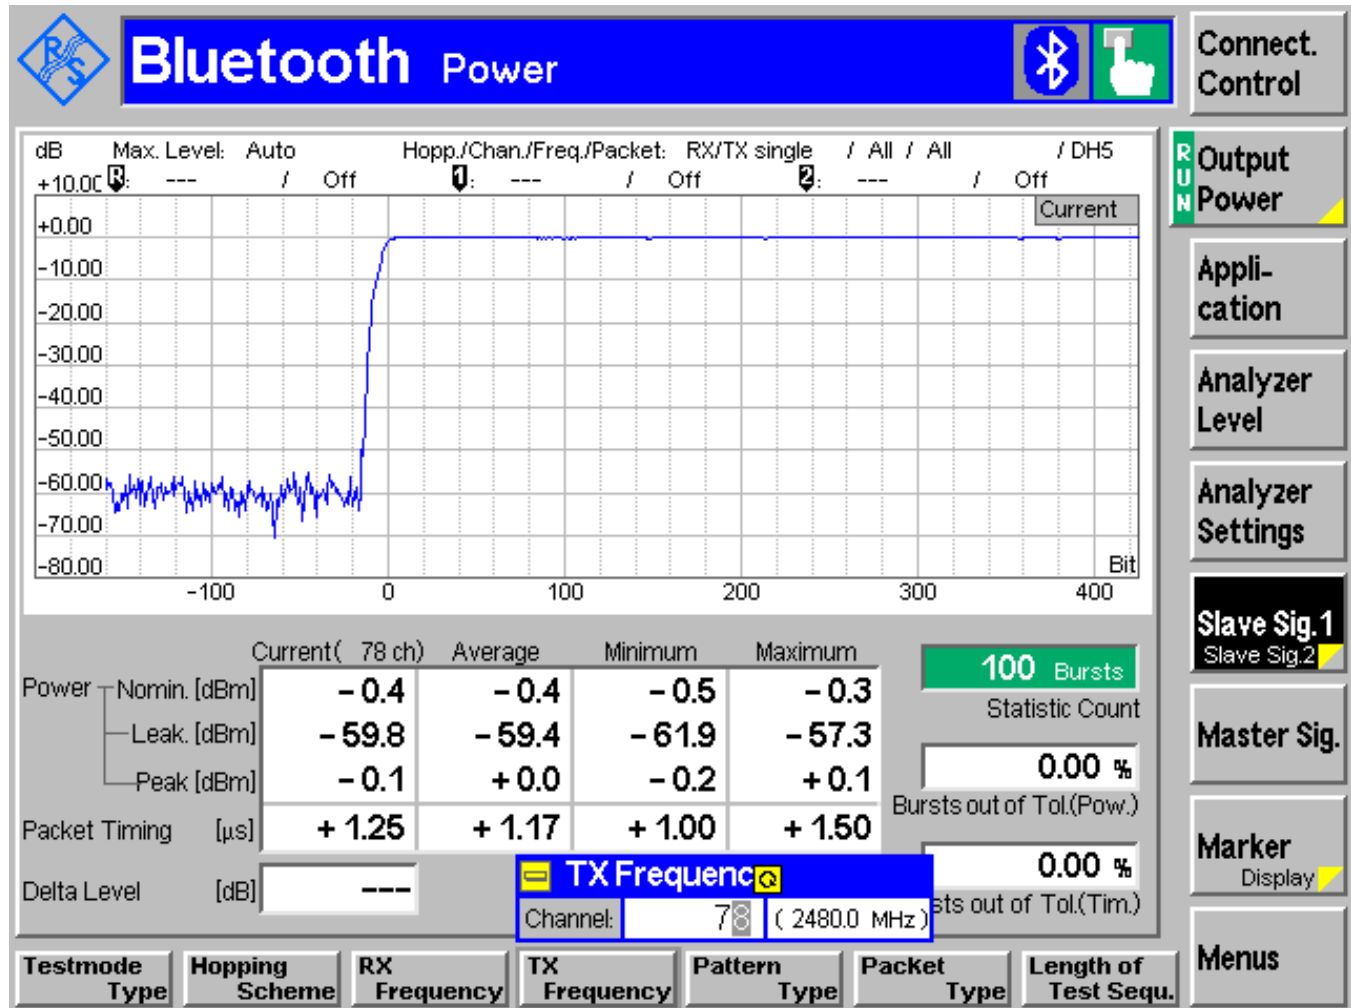 R S
Bluetooth Power
Connect.
Control
dB Max. Level: Auto Hopp./Chan./Freq./Packet: RX/TX single / All / All / DH5
+10.00 R: --- / Off 1: --- / Off 2: --- / Off
RUN
Output
Power
Current
+0.00
-10.00
-20.00
-30.00
-40.00
-50.00
-60.00
-70.00
-80.00
Bit
-100 0 100 200 300 400
Appli-
cation
Analyzer
Level
Analyzer
Settings
Slave Sig.1
Slave Sig.2
Master Sig.
Marker
Display
Menus
Current( 78 ch) Average Minimum Maximum
Power Nomin. [dBm] -0.4 -0.4 -0.5 -0.3
Leak. [dBm] -59.8 -59.4 -61.9 -57.3
Peak [dBm] -0.1 +0.0 -0.2 +0.1
Packet Timing [µs] +1.25 +1.17 +1.00 +1.50
Delta Level [dB] ---
100 Bursts
Statistic Count
0.00 %
Bursts out of Tol.(Pow.)
0.00 %
sts out of Tol.(Tim.)
TX Frequenc
Channel: 78 ( 2480.0 MHz )
Testmode
Type
Hopping
Scheme
RX
Frequency
TX
Frequency
Pattern
Type
Packet
Type
Length of
Test Sequ.